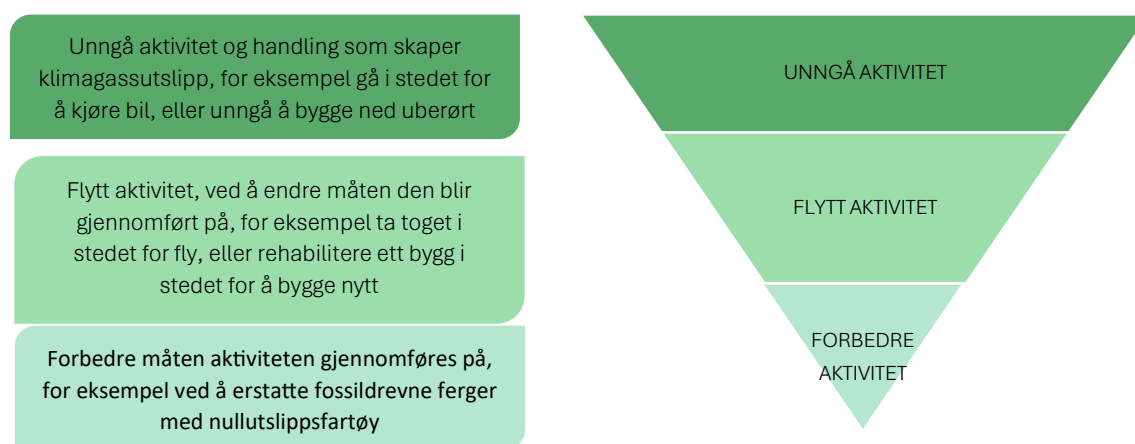 Unngå aktivitet og handling som skaper
klimagassutslipp, for eksempel gå i stedet for
å kjøre bil, eller unngå å bygge ned uberørt
UNNGÅ AKTIVITET
Flytt aktivitet, ved å endre måten den blir
gjennomført på, for eksempel ta toget i
stedet for fly, eller rehabilitere ett bygg i
stedet for å bygge nytt
FLYTT AKTIVITET
Forbedre måten aktiviteten gjennomføres på,
for eksempel ved å erstatte fossildrevne ferger
med nullutslippsfartøy
FORBEDRE
AKTIVITET